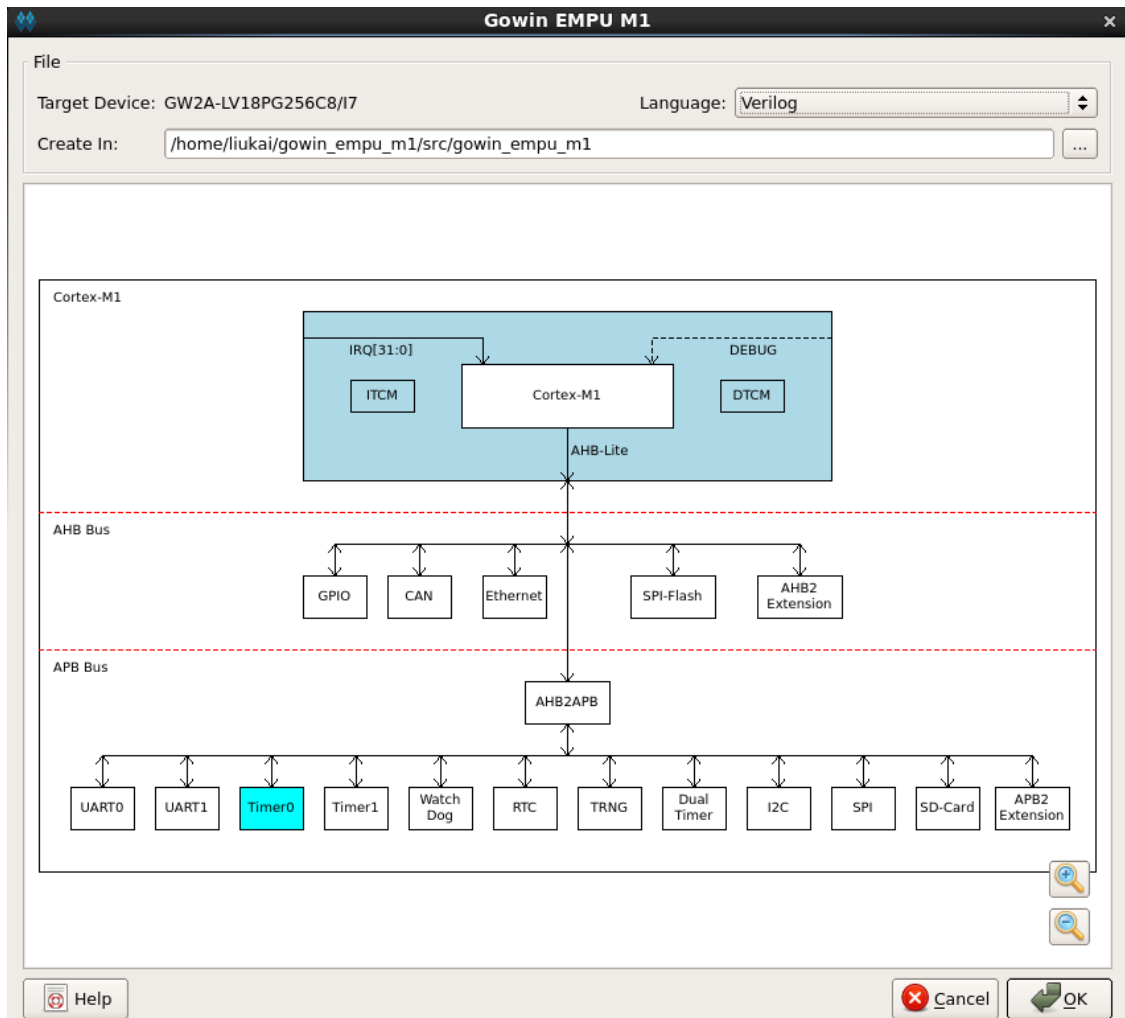 Gowin EMPU M1
File
Target Device: GW2A-LV18PG256C8/I7
Language: Verilog
Create In: /home/liukai/gowin_empu_m1/src/gowin_empu_m1
...
Cortex-M1
IRQ[31:0]
DEBUG
ITCM
Cortex-M1
DTCM
AHB-Lite
AHB Bus
GPIO
CAN
Ethernet
SPI-Flash
AHB2
Extension
APB Bus
AHB2APB
UART0
UART1
Timer0
Timer1
Watch
Dog
RTC
TRNG
Dual
Timer
I2C
SPI
SD-Card
APB2
Extension
Help
Cancel
OK